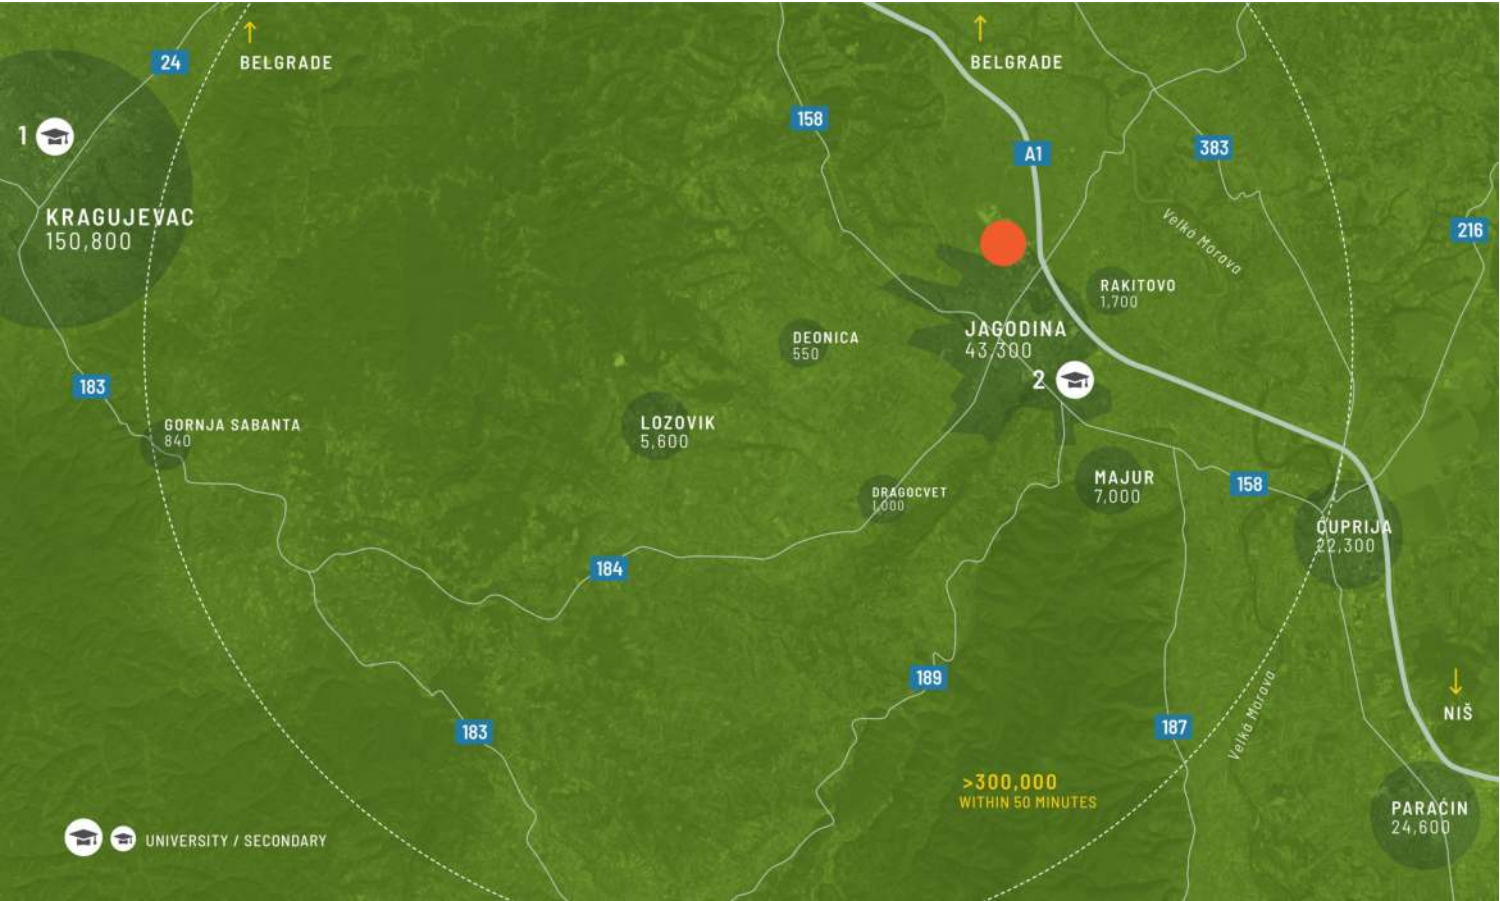 24
BELGRADE
BELGRADE
158
A1
383
1
KRAGUJEVAC
150,800
Velká Morava
216
RAKITOVO
1,700
JAGODINA
43,300
DEONICA
550
2
183
GORNJA SABANTA
840
LOZOVIK
5,600
DRAGOCVET
1,000
MAJUR
7,000
158
ĆUPRIJA
22,300
184
189
183
187
Velká Morava
NIŠ
>300,000
WITHIN 50 MINUTES
PARAĆIN
24,600
UNIVERSITY / SECONDARY